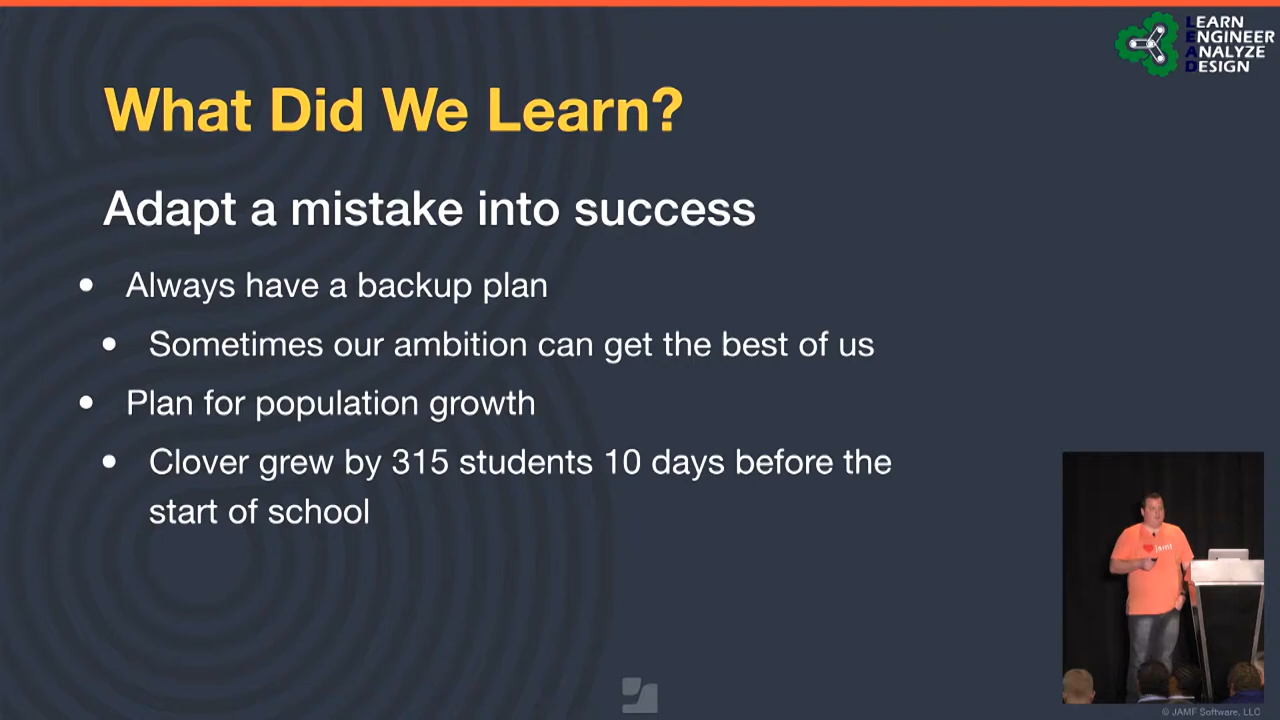 LEARN
ENGINEER
ANALYZE
DESIGN
What Did We Learn?
Adapt a mistake into success
• Always have a backup plan
• Sometimes our ambition can get the best of us
• Plan for population growth
• Clover grew by 315 students 10 days before the
start of school
jamf
© JAMF Software, LLC